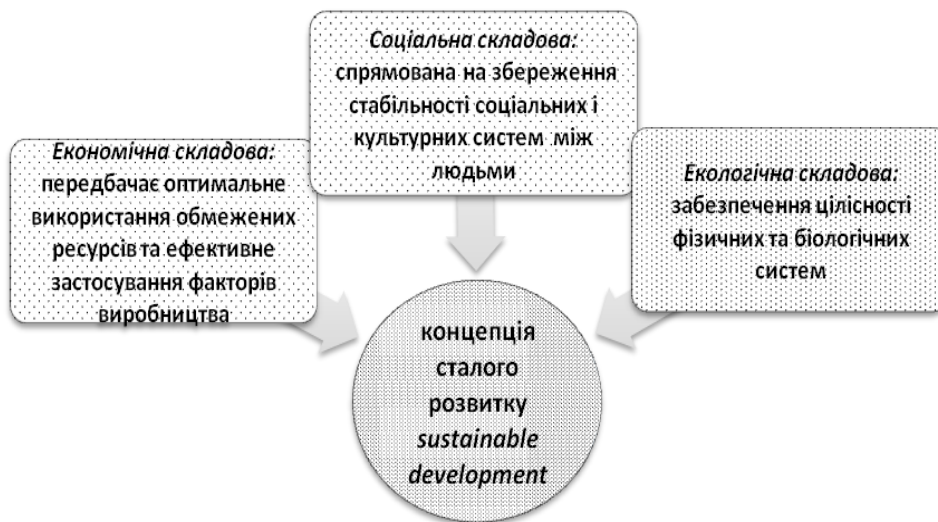 Економічна складова:
передбачає оптимальне
використання обмежених
ресурсів та ефективне
застосування факторів
виробництва
Соціальна складова:
спрямована на збереження
стабільності соціальних і
культурних систем між
людьми
Екологічна складова:
забезпечення цілісності
фізичних та біологічних
систем
концепція
сталого
розвитку
sustainable
development